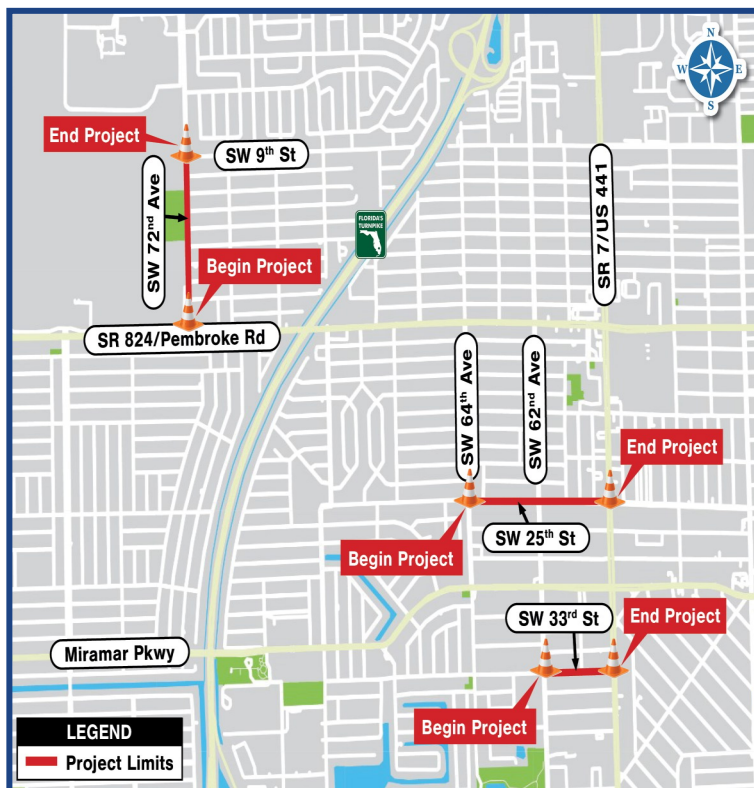 N
W E
S
End Project
SW 9th St
SW 72nd Ave
FLORIDA'S
TURNPIKE
SR 7/US 441
Begin Project
SR 824/Pembroke Rd
SW 64th Ave
SW 62nd Ave
End Project
SW 25th St
Begin Project
SW 33rd St
End Project
Miramar Pkwy
Begin Project
LEGEND
Project Limits